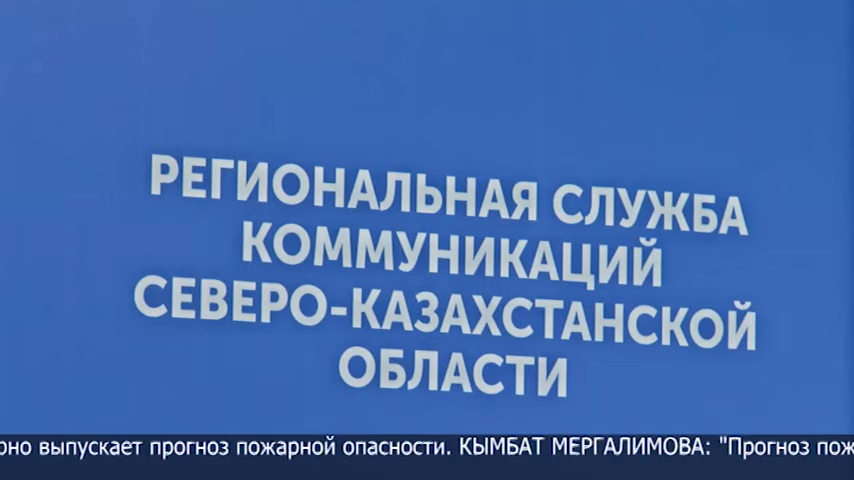 РЕГИОНАЛЬНАЯ СЛУЖБА
КОММУНИКАЦИЙ
СЕВЕРО-КАЗАХСТАНСКОЙ
ОБЛАСТИ
выпускает прогноз пожарной опасности. КЫМБАТ МЕРГАЛИМОВА: "Прогноз